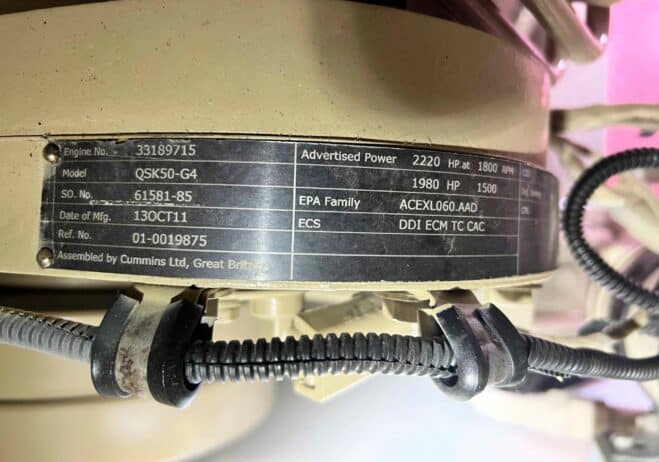 Engine No. 33189715
Model QSK50-G4
SO. No. 61581-85
Date of Mfg. 13OCT11
Ref. No. 01-0019875
Assembled by Cummins Ltd, Great Britain
Advertised Power 2220 HP at 1800 RPM
1980 HP 1500
EPA Family ACEXL060.AAD
ECS DDI ECM TC CAC